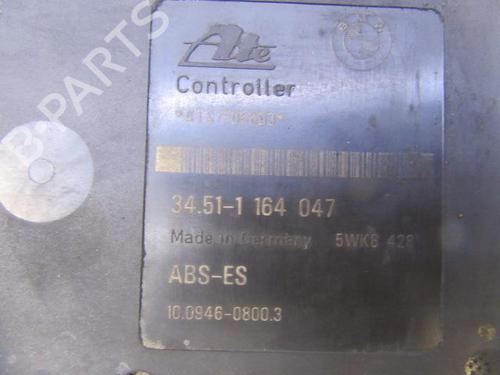 Ate
BMW
Controller
34.51-1 164 047
Made in Germany 5WK8 428
ABS-ES
10.0946-0800.3
B-PARTS